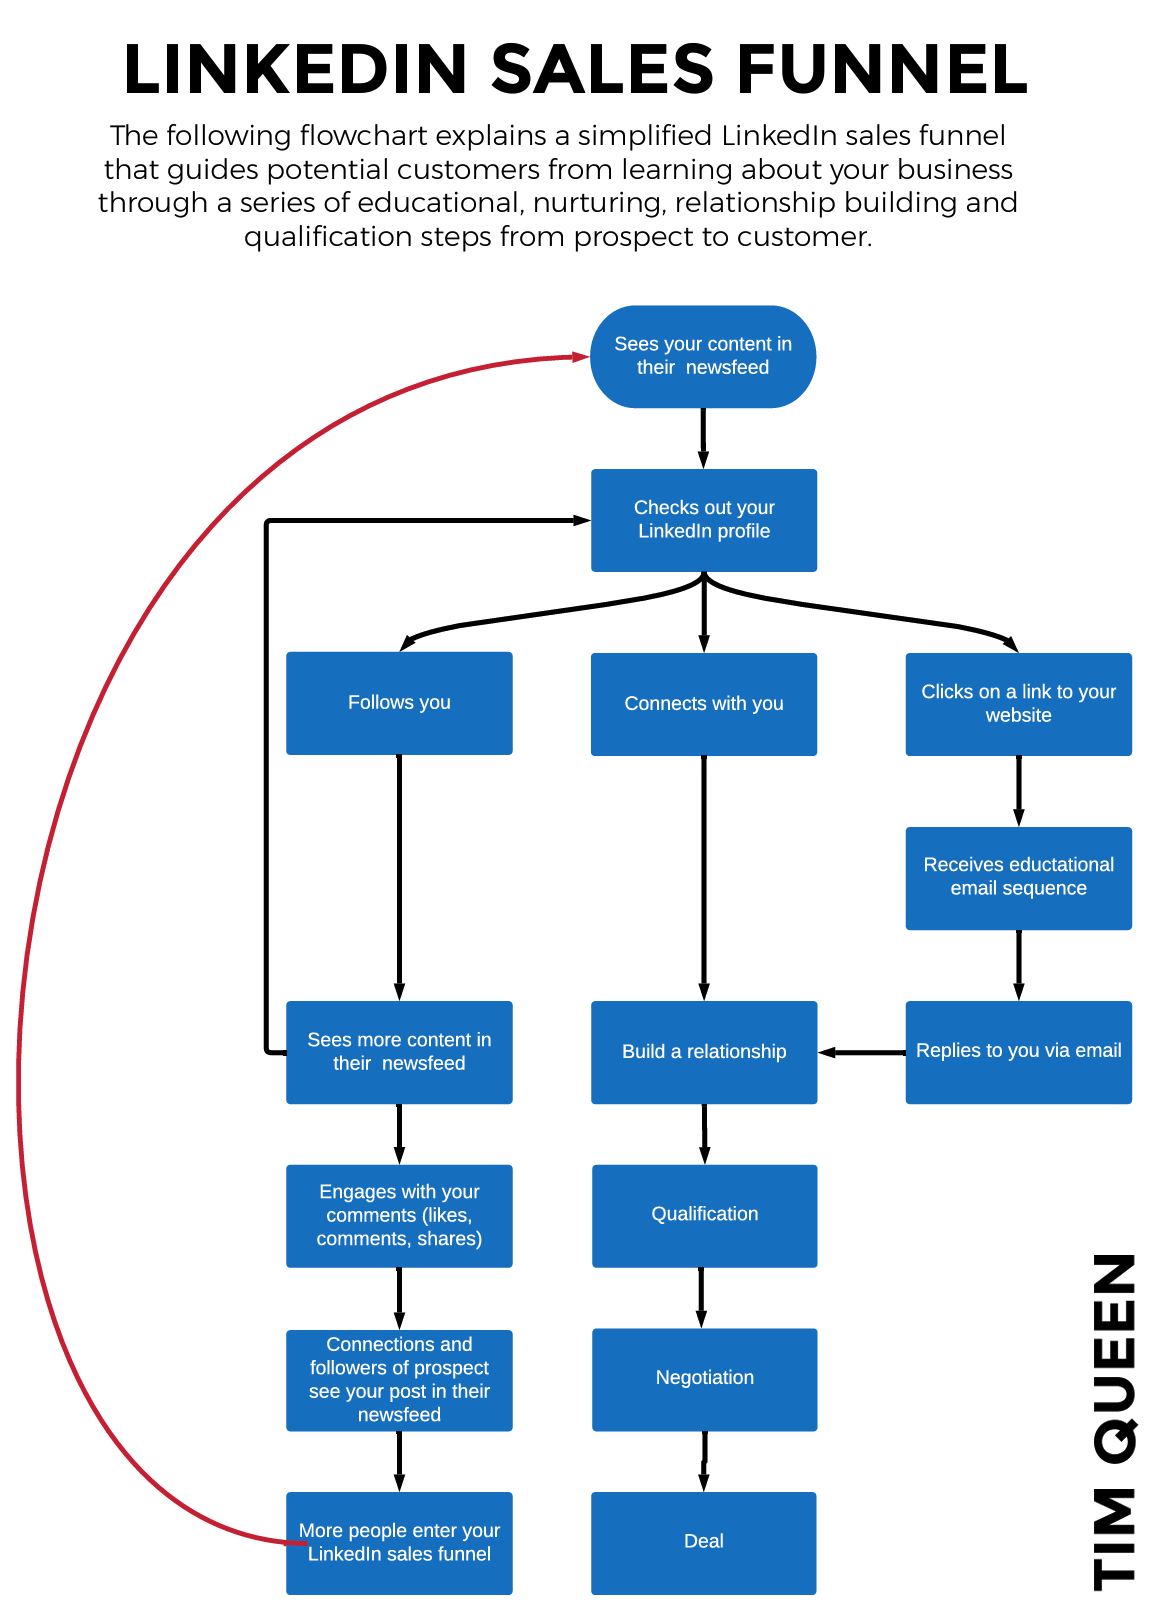 LINKEDIN SALES FUNNEL
The following flowchart explains a simplified LinkedIn sales funnel
that guides potential customers from learning about your business
through a series of educational, nurturing, relationship building and
qualification steps from prospect to customer.
Sees your content in
their newsfeed
Checks out your
LinkedIn profile
Follows you
Connects with you
Clicks on a link to your
website
Receives eductational
email sequence
Sees more content in
their newsfeed
Build a relationship
Replies to you via email
Engages with your
comments (likes,
comments, shares)
Qualification
Connections and
followers of prospect
see your post in their
newsfeed
Negotiation
More people enter your
LinkedIn sales funnel
Deal
TIM QUEEN